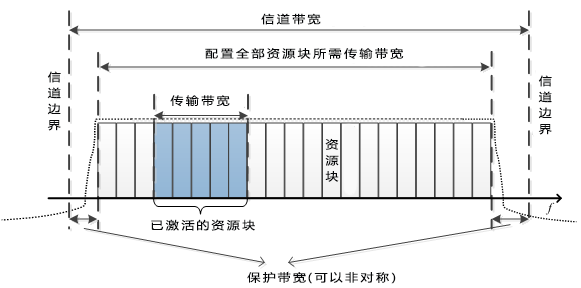 信道带宽
配置全部资源块所需传输带宽
传输带宽
信道边界
信道边界
资源块
f
已激活的资源块
保护带宽(可以非对称)